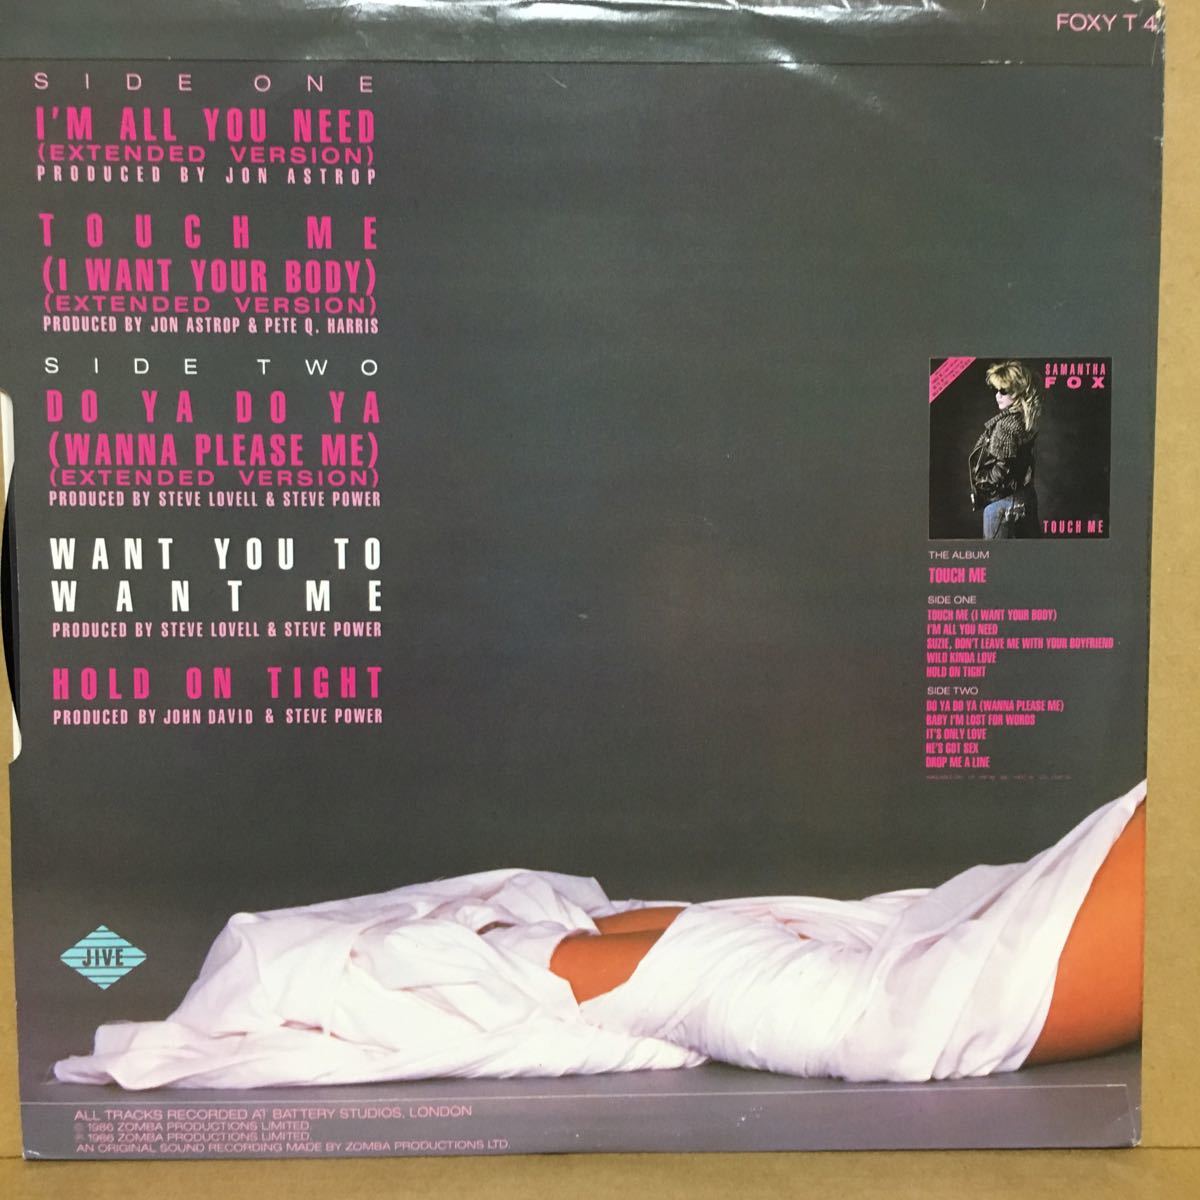 FOXY T 4
SIDE ONE
I'M ALL YOU NEED
(EXTENDED VERSION)
PRODUCED BY JON ASTROP
TOUCH ME
(I WANT YOUR BODY)
(EXTENDED VERSION)
PRODUCED BY JON ASTROP & PETE Q. HARRIS
SIDE TWO
DO YA DO YA
(WANNA PLEASE ME)
(EXTENDED VERSION)
PRODUCED BY STEVE LOVELL & STEVE POWER
WANT YOU TO
WANT ME
PRODUCED BY STEVE LOVELL & STEVE POWER
HOLD ON TIGHT
PRODUCED BY JOHN DAVID & STEVE POWER
SAMANTHA
FOX
TOUCH ME
THE ALBUM
TOUCH ME
SIDE ONE
TOUCH ME (I WANT YOUR BODY)
I'M ALL YOU NEED
SUZIE, DON'T LEAVE ME WITH YOUR BOYFRIEND
WILD KINDA LOVE
HOLD ON TIGHT
SIDE TWO
DO YA DO YA (WANNA PLEASE ME)
BABY I'M LOST FOR WORDS
IT'S ONLY LOVE
HE'S GOT SEX
DROP ME A LINE
JIVE
ALL TRACKS RECORDED AT BATTERY STUDIOS, LONDON
© 1986 ZOMBA PRODUCTIONS LIMITED.
℗ 1986 ZOMBA PRODUCTIONS LIMITED.
AN ORIGINAL SOUND RECORDING MADE BY ZOMBA PRODUCTIONS LTD.